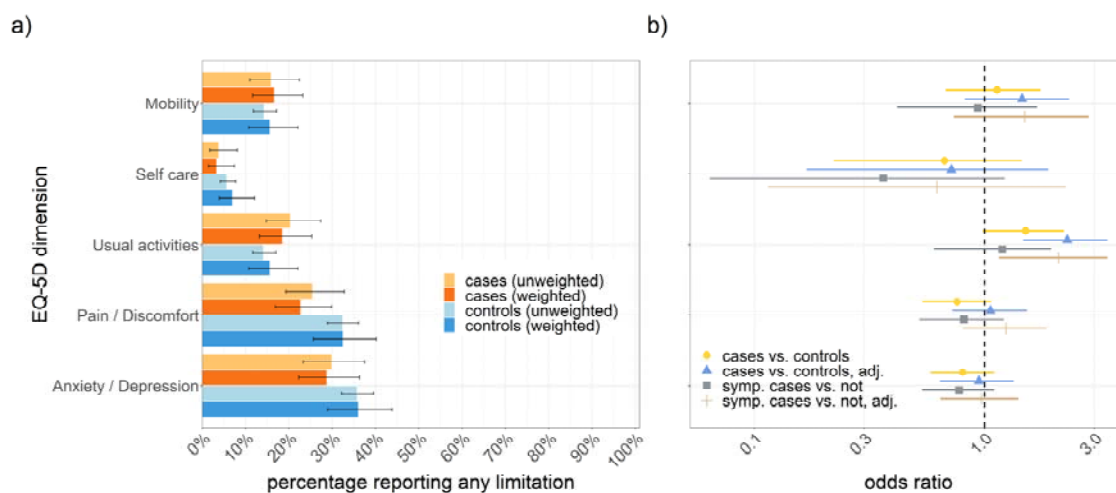 a)
EQ-5D dimension
Mobility
Self care
Usual activities
Pain / Discomfort
Anxiety / Depression
cases (unweighted)
cases (weighted)
controls (unweighted)
controls (weighted)
0%
10%
20%
30%
40%
50%
60%
70%
80%
90%
100%
percentage reporting any limitation
b)
cases vs. controls
cases vs. controls, adj.
symp. cases vs. not
symp. cases vs. not, adj.
0.1
0.3
1.0
3.0
odds ratio